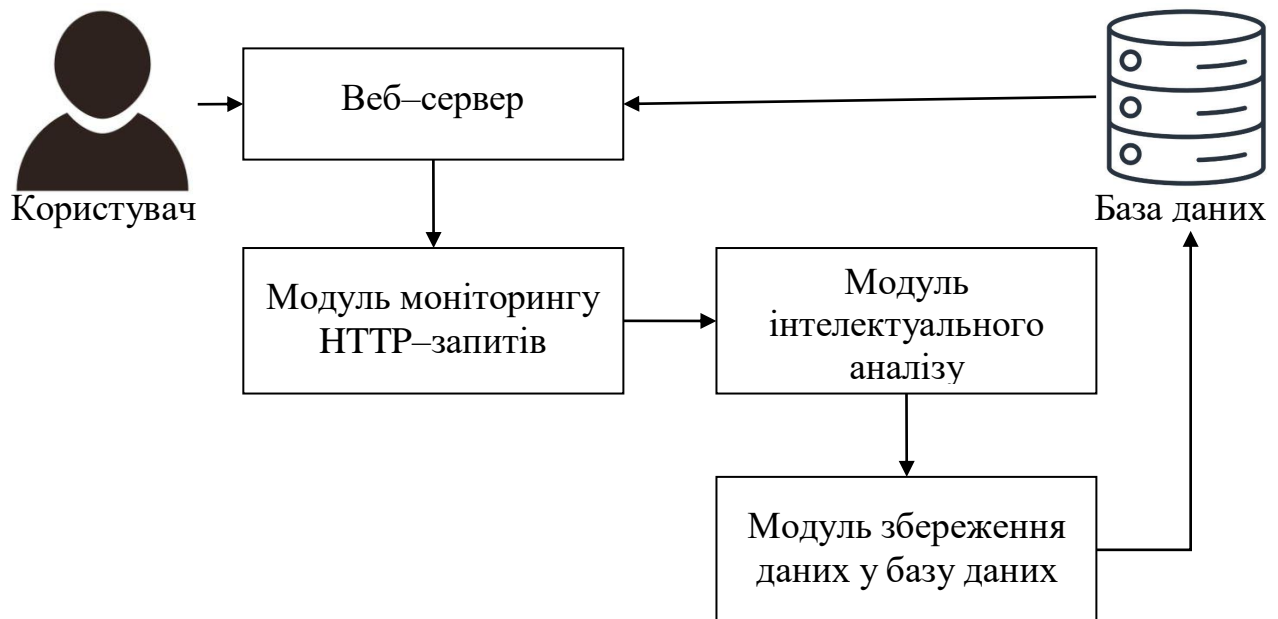 Веб–сервер
Користувач
База даних
Модуль моніторингу
HTTP–запитів
Модуль
інтелектуального
аналізу
Модуль збереження
даних у базу даних